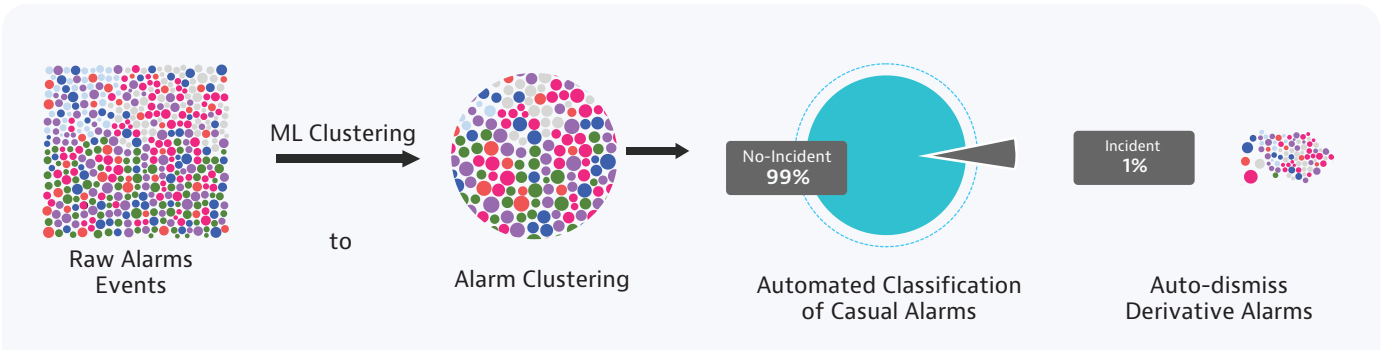 Raw Alarms
Events
ML Clustering
to
Alarm Clustering
No-Incident
99%
Automated Classification
of Casual Alarms
Incident
1%
Auto-dismiss
Derivative Alarms